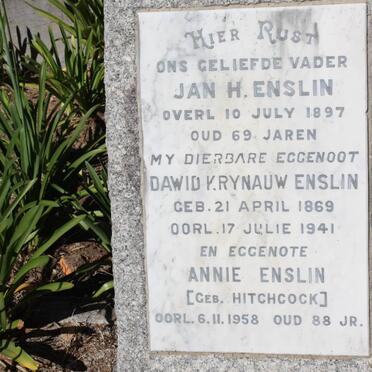 HIER RUST
ONS GELIEFDE VADER
JAN H. ENSLIN
OVERL 10 JULY 1897
OUD 69 JAREN
MY DIERBARE EGGENOOT
DAWID KRYNAUW ENSLIN
GEB. 21 APRIL 1869
OORL. 17 JULIE 1941
EN EGGENOTE
ANNIE ENSLIN
[GEB. HITCHCOCK]
OORL. 6.11.1958 OUD 88 JR.